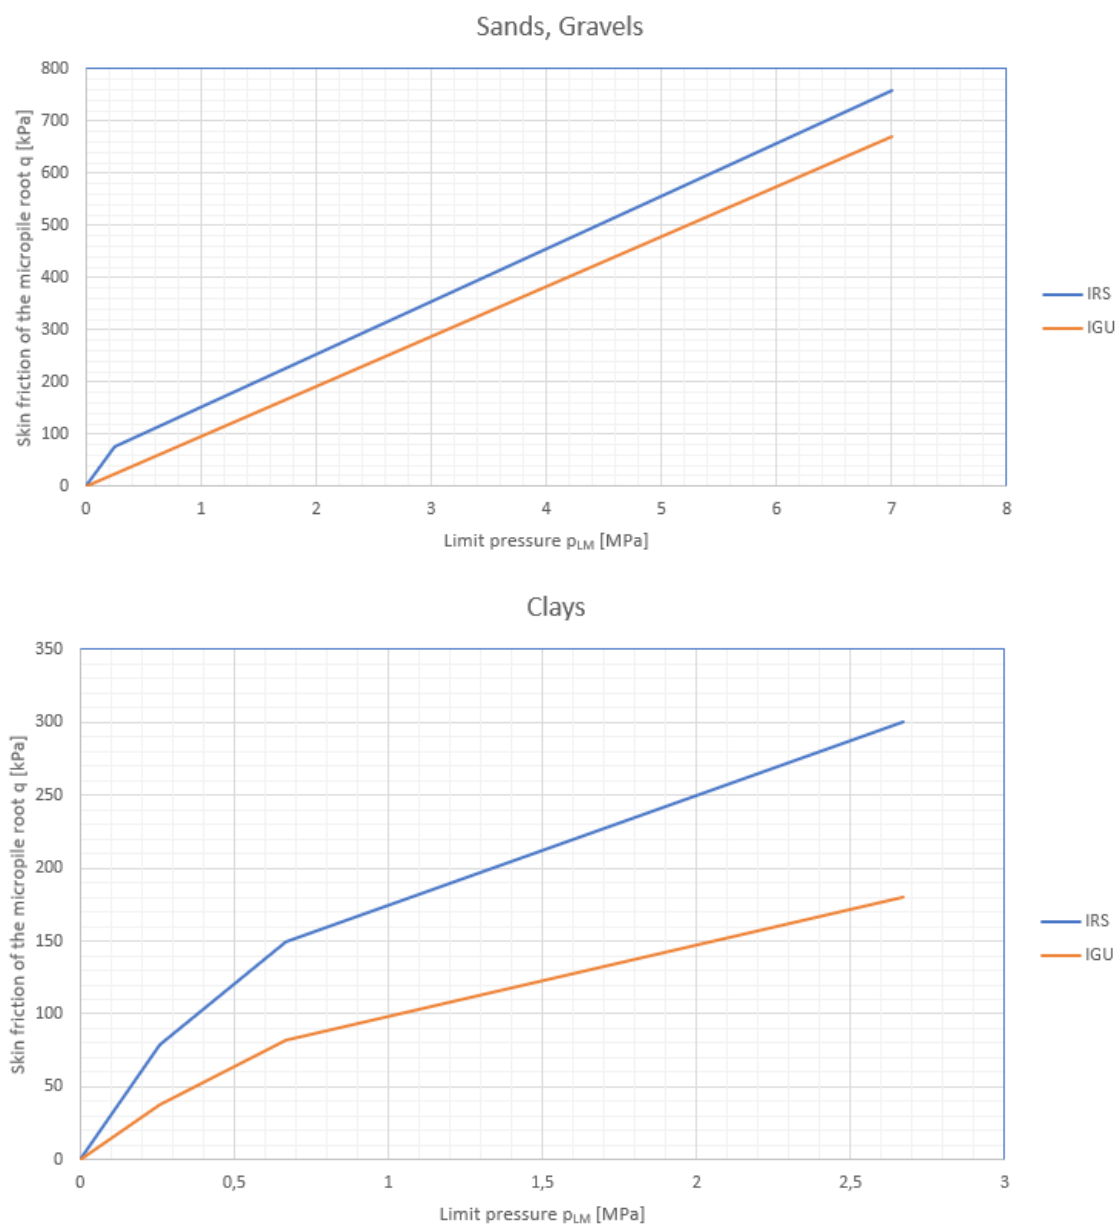 Sands, Gravels
Skin friction of the micropile root q [kPa]
800
700
600
500
400
300
200
100
0
0 1 2 3 4 5 6 7 8
Limit pressure pLM [MPa]
IRS
IGU
Clays
Skin friction of the micropile root q [kPa]
350
300
250
200
150
100
50
0
0 0,5 1 1,5 2 2,5 3
Limit pressure pLM [MPa]
IRS
IGU